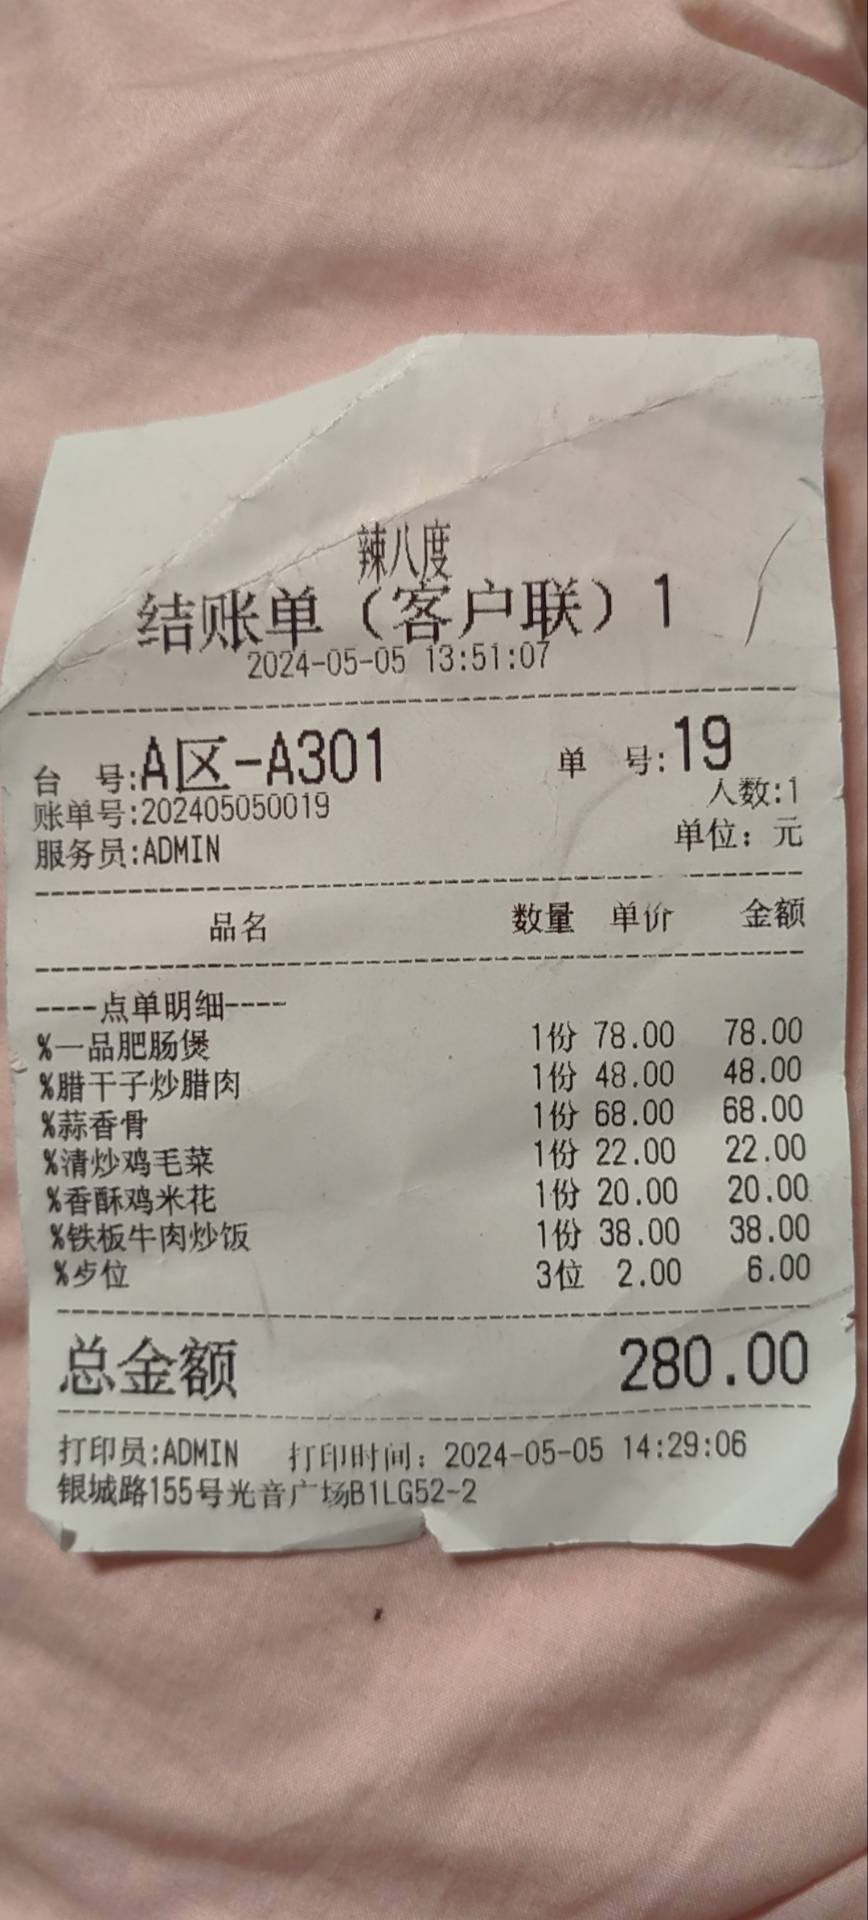 辣八度
结账单（客户联）1
2024-05-05 13:51:07
台 号:A区-A301 单 号:19
人数:1
账单号:202405050019
服务员:ADMIN 单位：元
品名 数量 单价 金额
----点单明细----
%一品肥肠煲 1份 78.00 78.00
%腊干子炒腊肉 1份 48.00 48.00
%蒜香骨 1份 68.00 68.00
%清炒鸡毛菜 1份 22.00 22.00
%香酥鸡米花 1份 20.00 20.00
%铁板牛肉炒饭 1份 38.00 38.00
%歺位 3位 2.00 6.00
总金额 280.00
打印员:ADMIN 打印时间：2024-05-05 14:29:06
银城路155号光音广场B1LG52-2